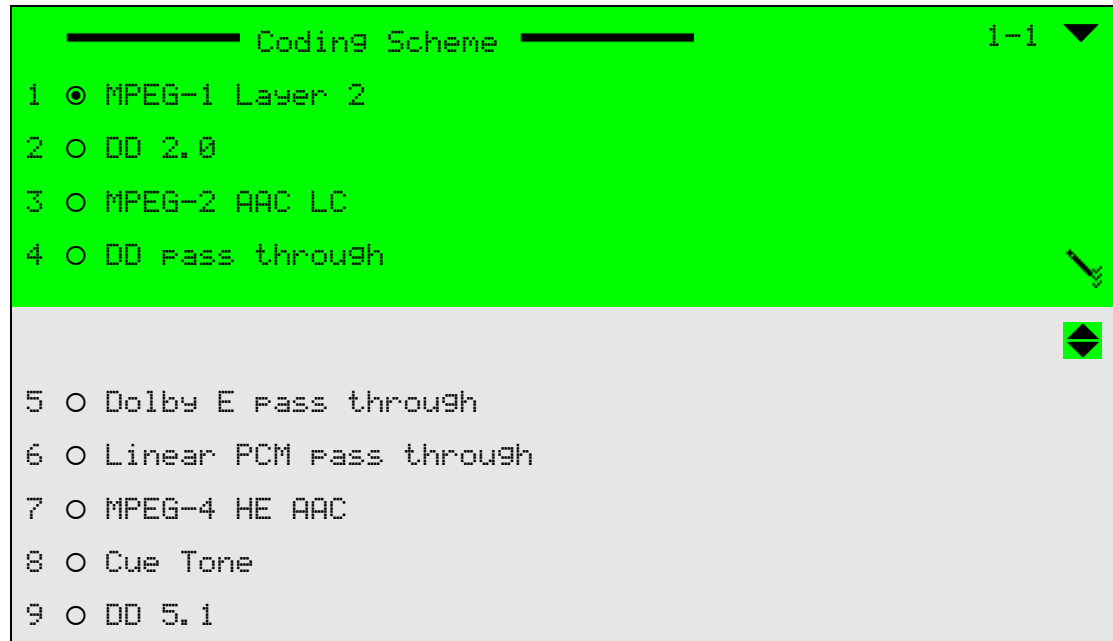 Coding Scheme 1-1
1 MPEG-1 Layer 2
2 DD 2.0
3 MPEG-2 AAC LC
4 DD pass through
5 Dolby E pass through
6 Linear PCM pass through
7 MPEG-4 HE AAC
8 Cue Tone
9 DD 5.1